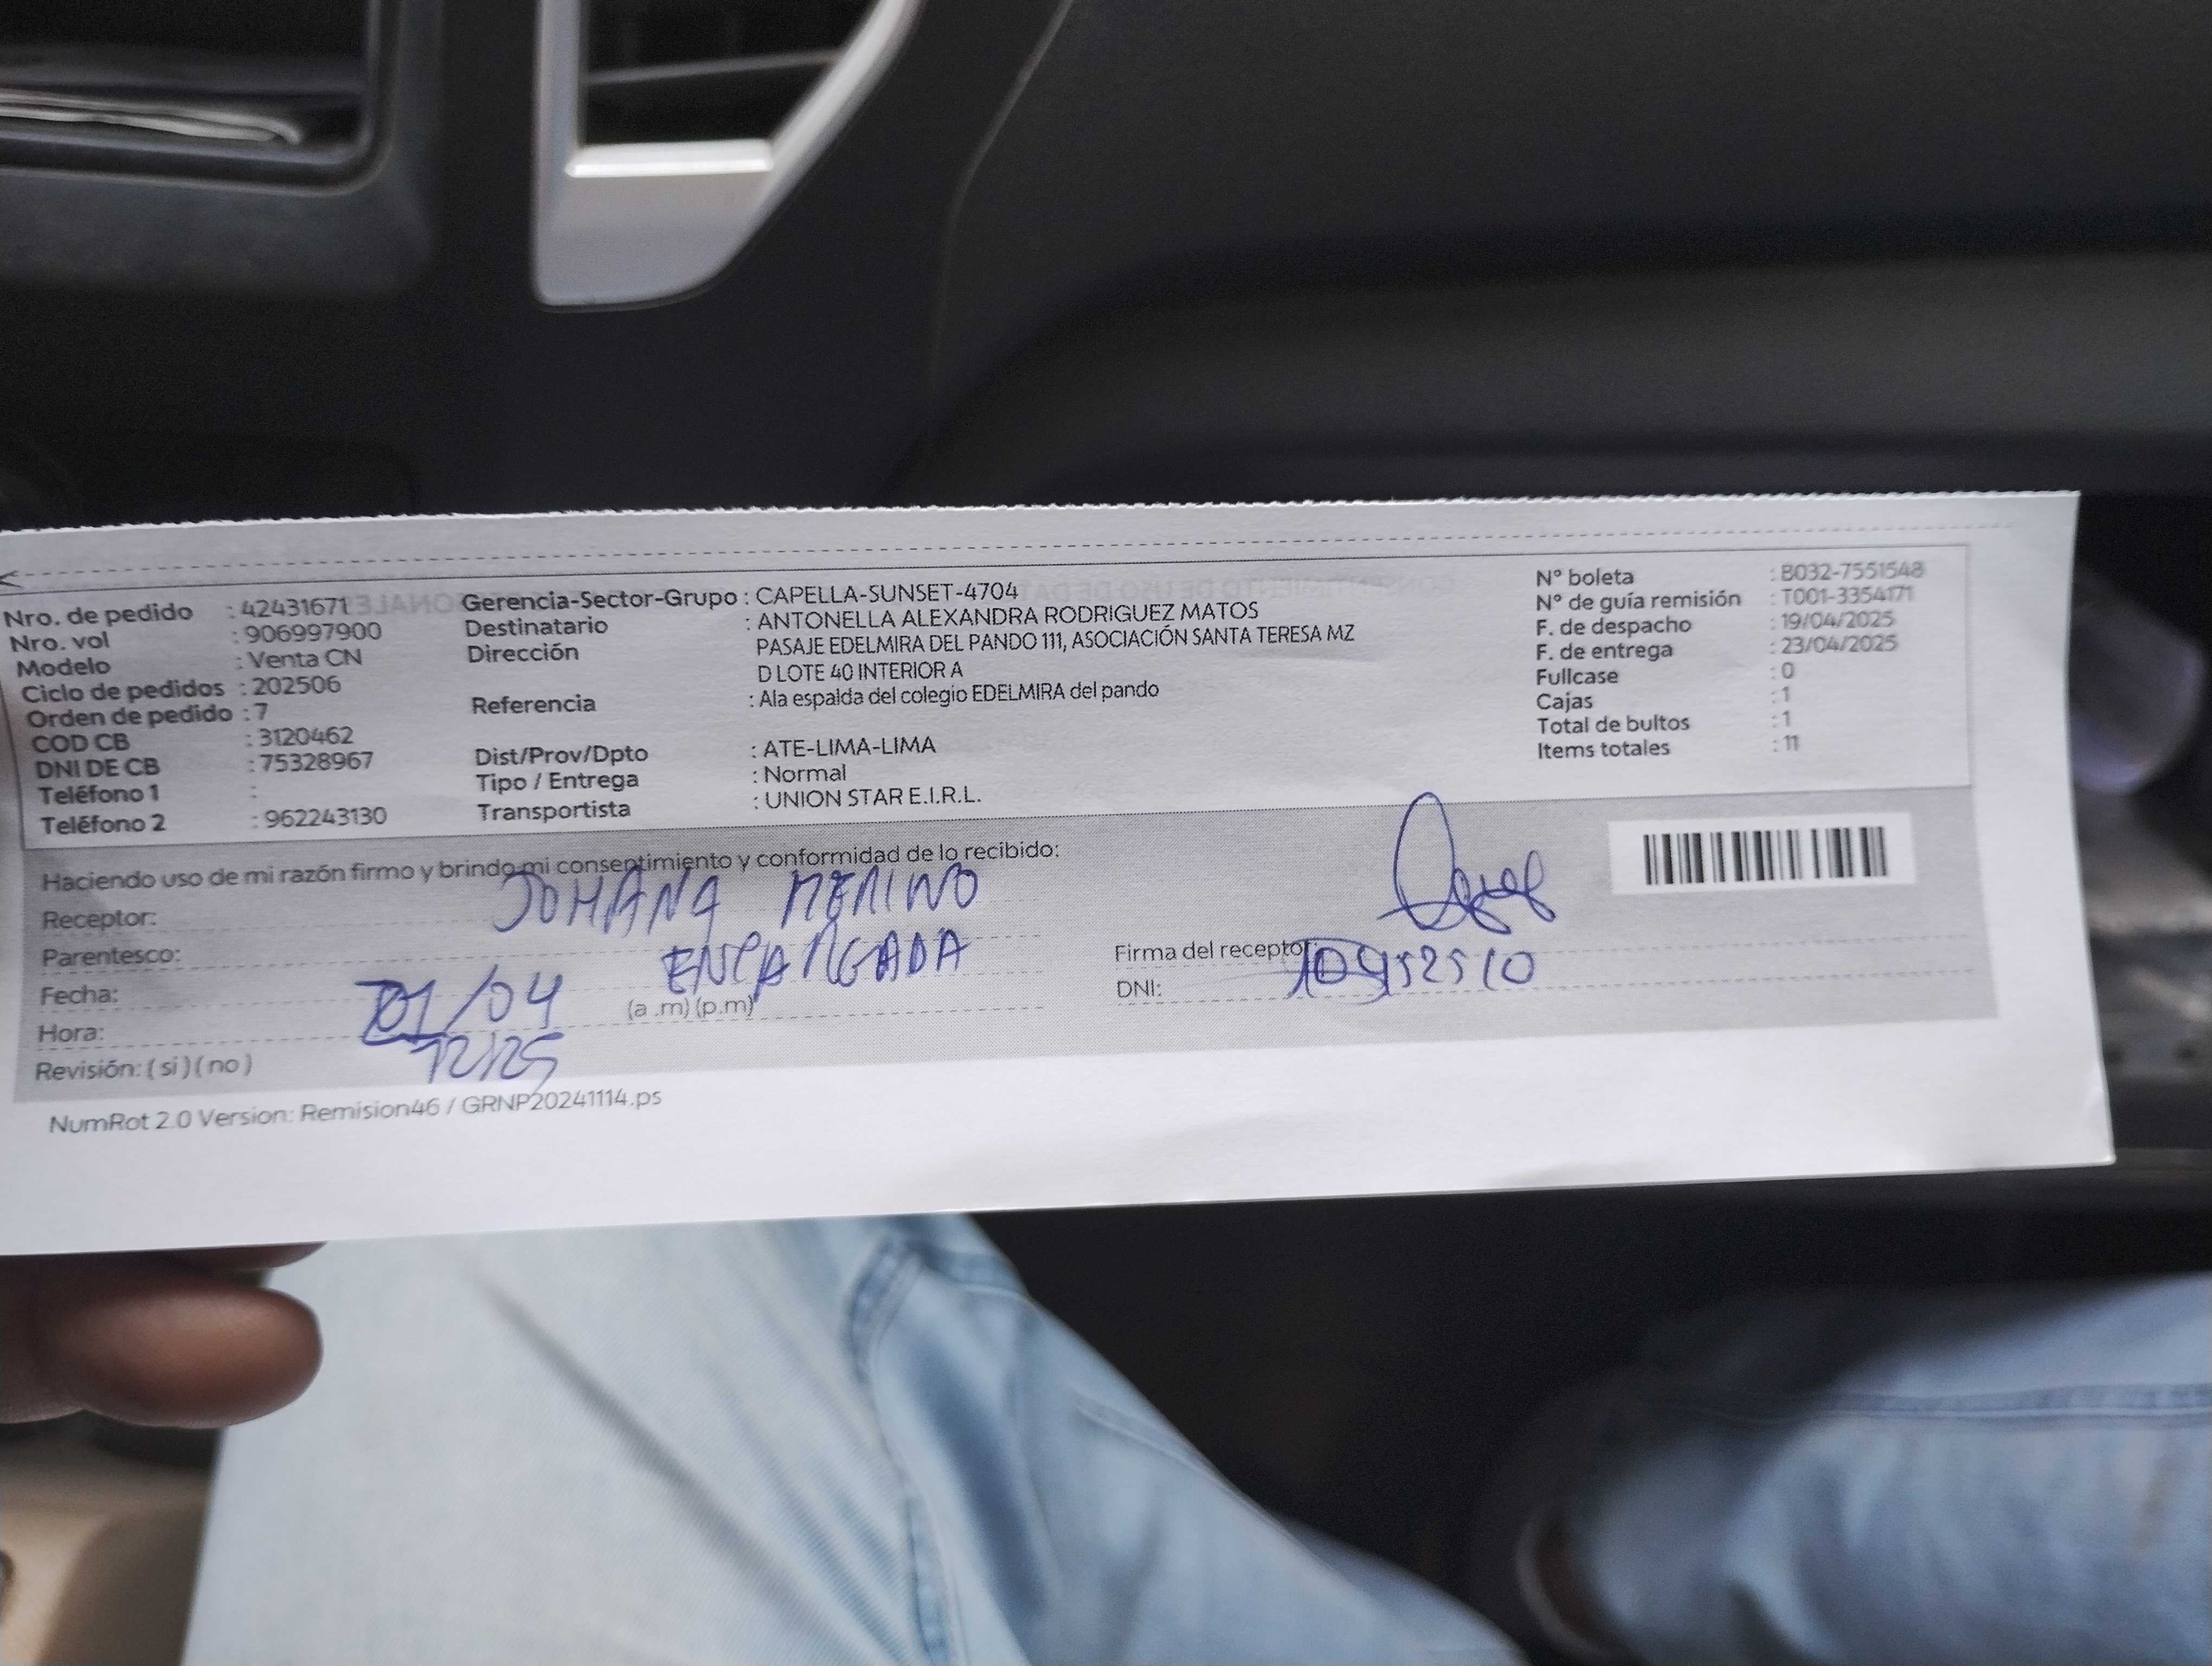 Nro. de pedido : 42431671
Nro. vol : 906997900
Modelo : Venta CN
Ciclo de pedidos : 202506
Orden de pedido : 7
COD CB : 3120462
DNI DE CB : 75328967
Teléfono 1 :
Teléfono 2 : 962243130
Gerencia-Sector-Grupo : CAPELLA-SUNSET-4704
Destinatario : ANTONELLA ALEXANDRA RODRIGUEZ MATOS
Dirección PASAJE EDELMIRA DEL PANDO 111, ASOCIACIÓN SANTA TERESA MZ
D LOTE 40 INTERIOR A
Referencia : Ala espalda del colegio EDELMIRA del pando
Dist/Prov/Dpto : ATE-LIMA-LIMA
Tipo / Entrega : Normal
Transportista : UNION STAR E.I.R.L.
N° boleta : B032-7551548
N° de guía remisión : T001-3354171
F. de despacho : 19/04/2025
F. de entrega : 23/04/2025
Fullcase : 0
Cajas : 1
Total de bultos : 1
Items totales : 11
Haciendo uso de mi razón firmo y brindo mi consentimiento y conformidad de lo recibido:
Receptor: JOHANA MERINO
Parentesco: ENCARGADA
Fecha: /04
Hora: 12/25 (a .m) (p.m)
Revisión: ( si ) ( no )
Firma del receptor:
DNI: 10952510
NumRot 2.0 Version: Remision46 / GRNP20241114.ps